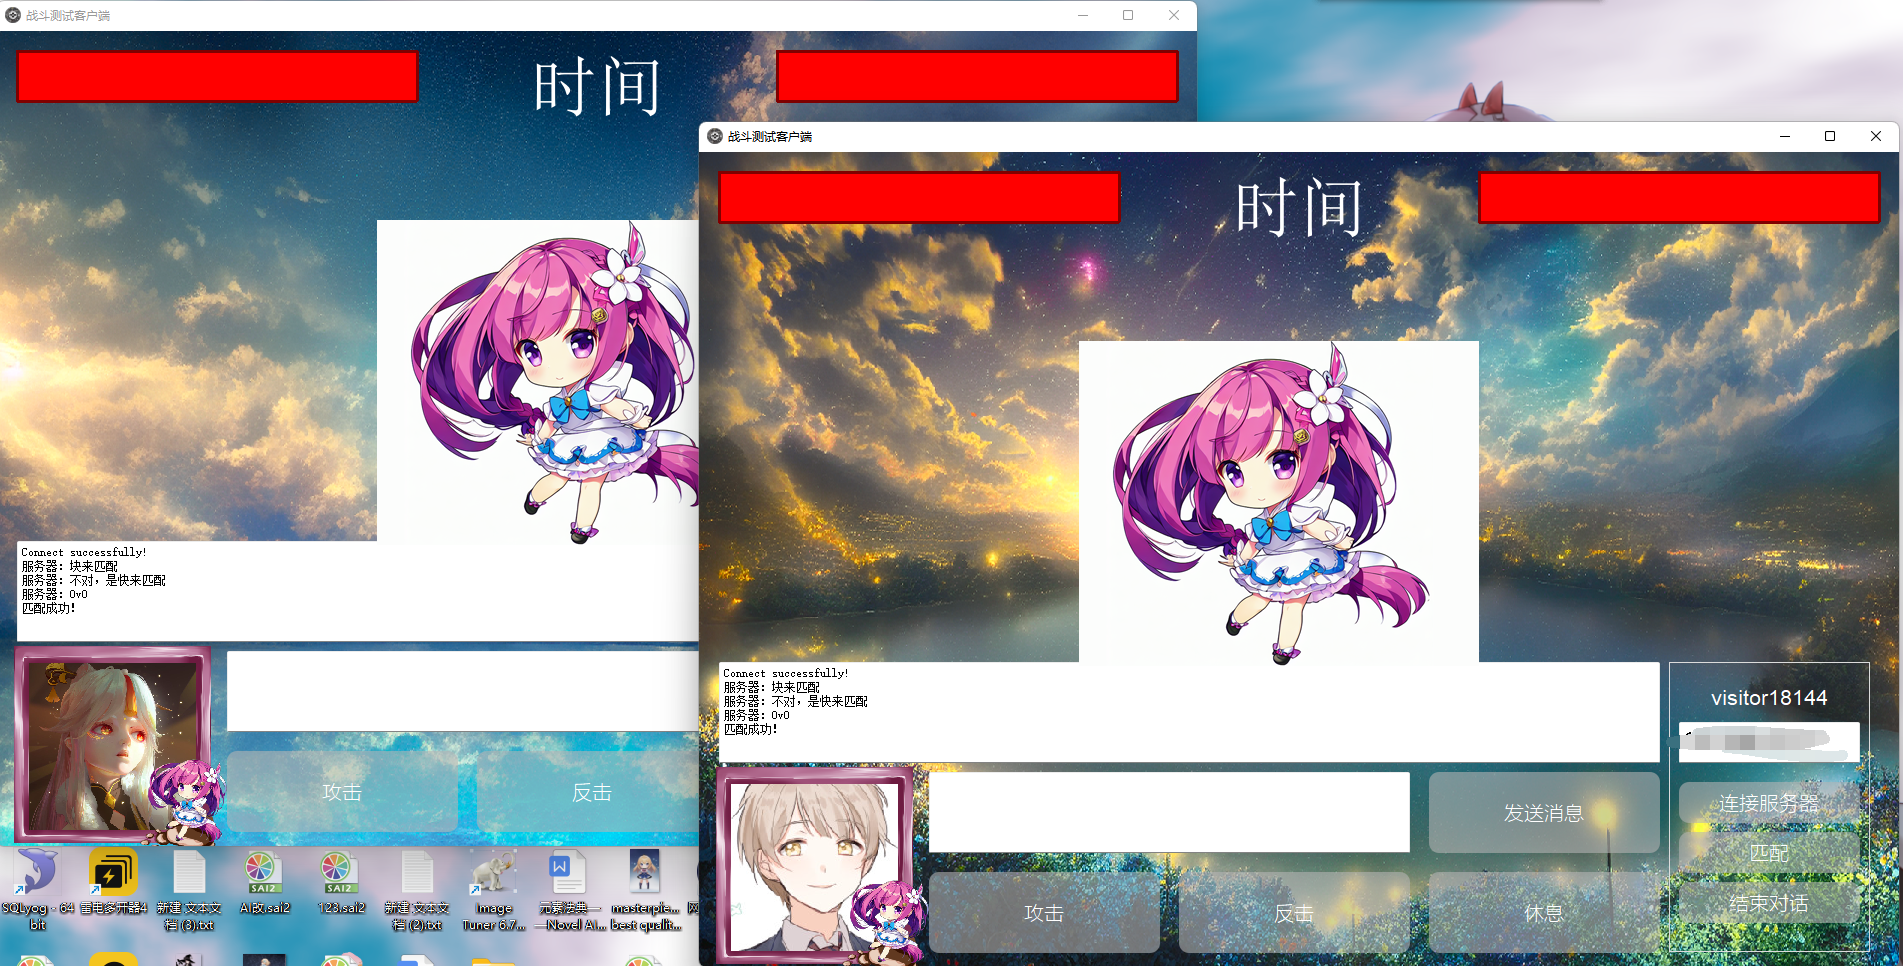 战斗测试客户端
时间
Connect successfully!
服务器：块来匹配
服务器：不对，是快来匹配
服务器：0v0
匹配成功！
攻击
反击
战斗测试客户端
时间
Connect successfully!
服务器：块来匹配
服务器：不对，是快来匹配
服务器：0v0
匹配成功！
visitor18144
发送消息
连接服务器
匹配
结束对话
攻击
反击
休息
SQLyog - 64 bit
雷电多开器4
新建 文本文档 (3).txt
SAI2
AI改.sai2
SAI2
123.sai2
新建 文本文档 (2).txt
Image Tuner 6.7...
W
元素法典——Novel AI...
masterpie... best qualit...
网